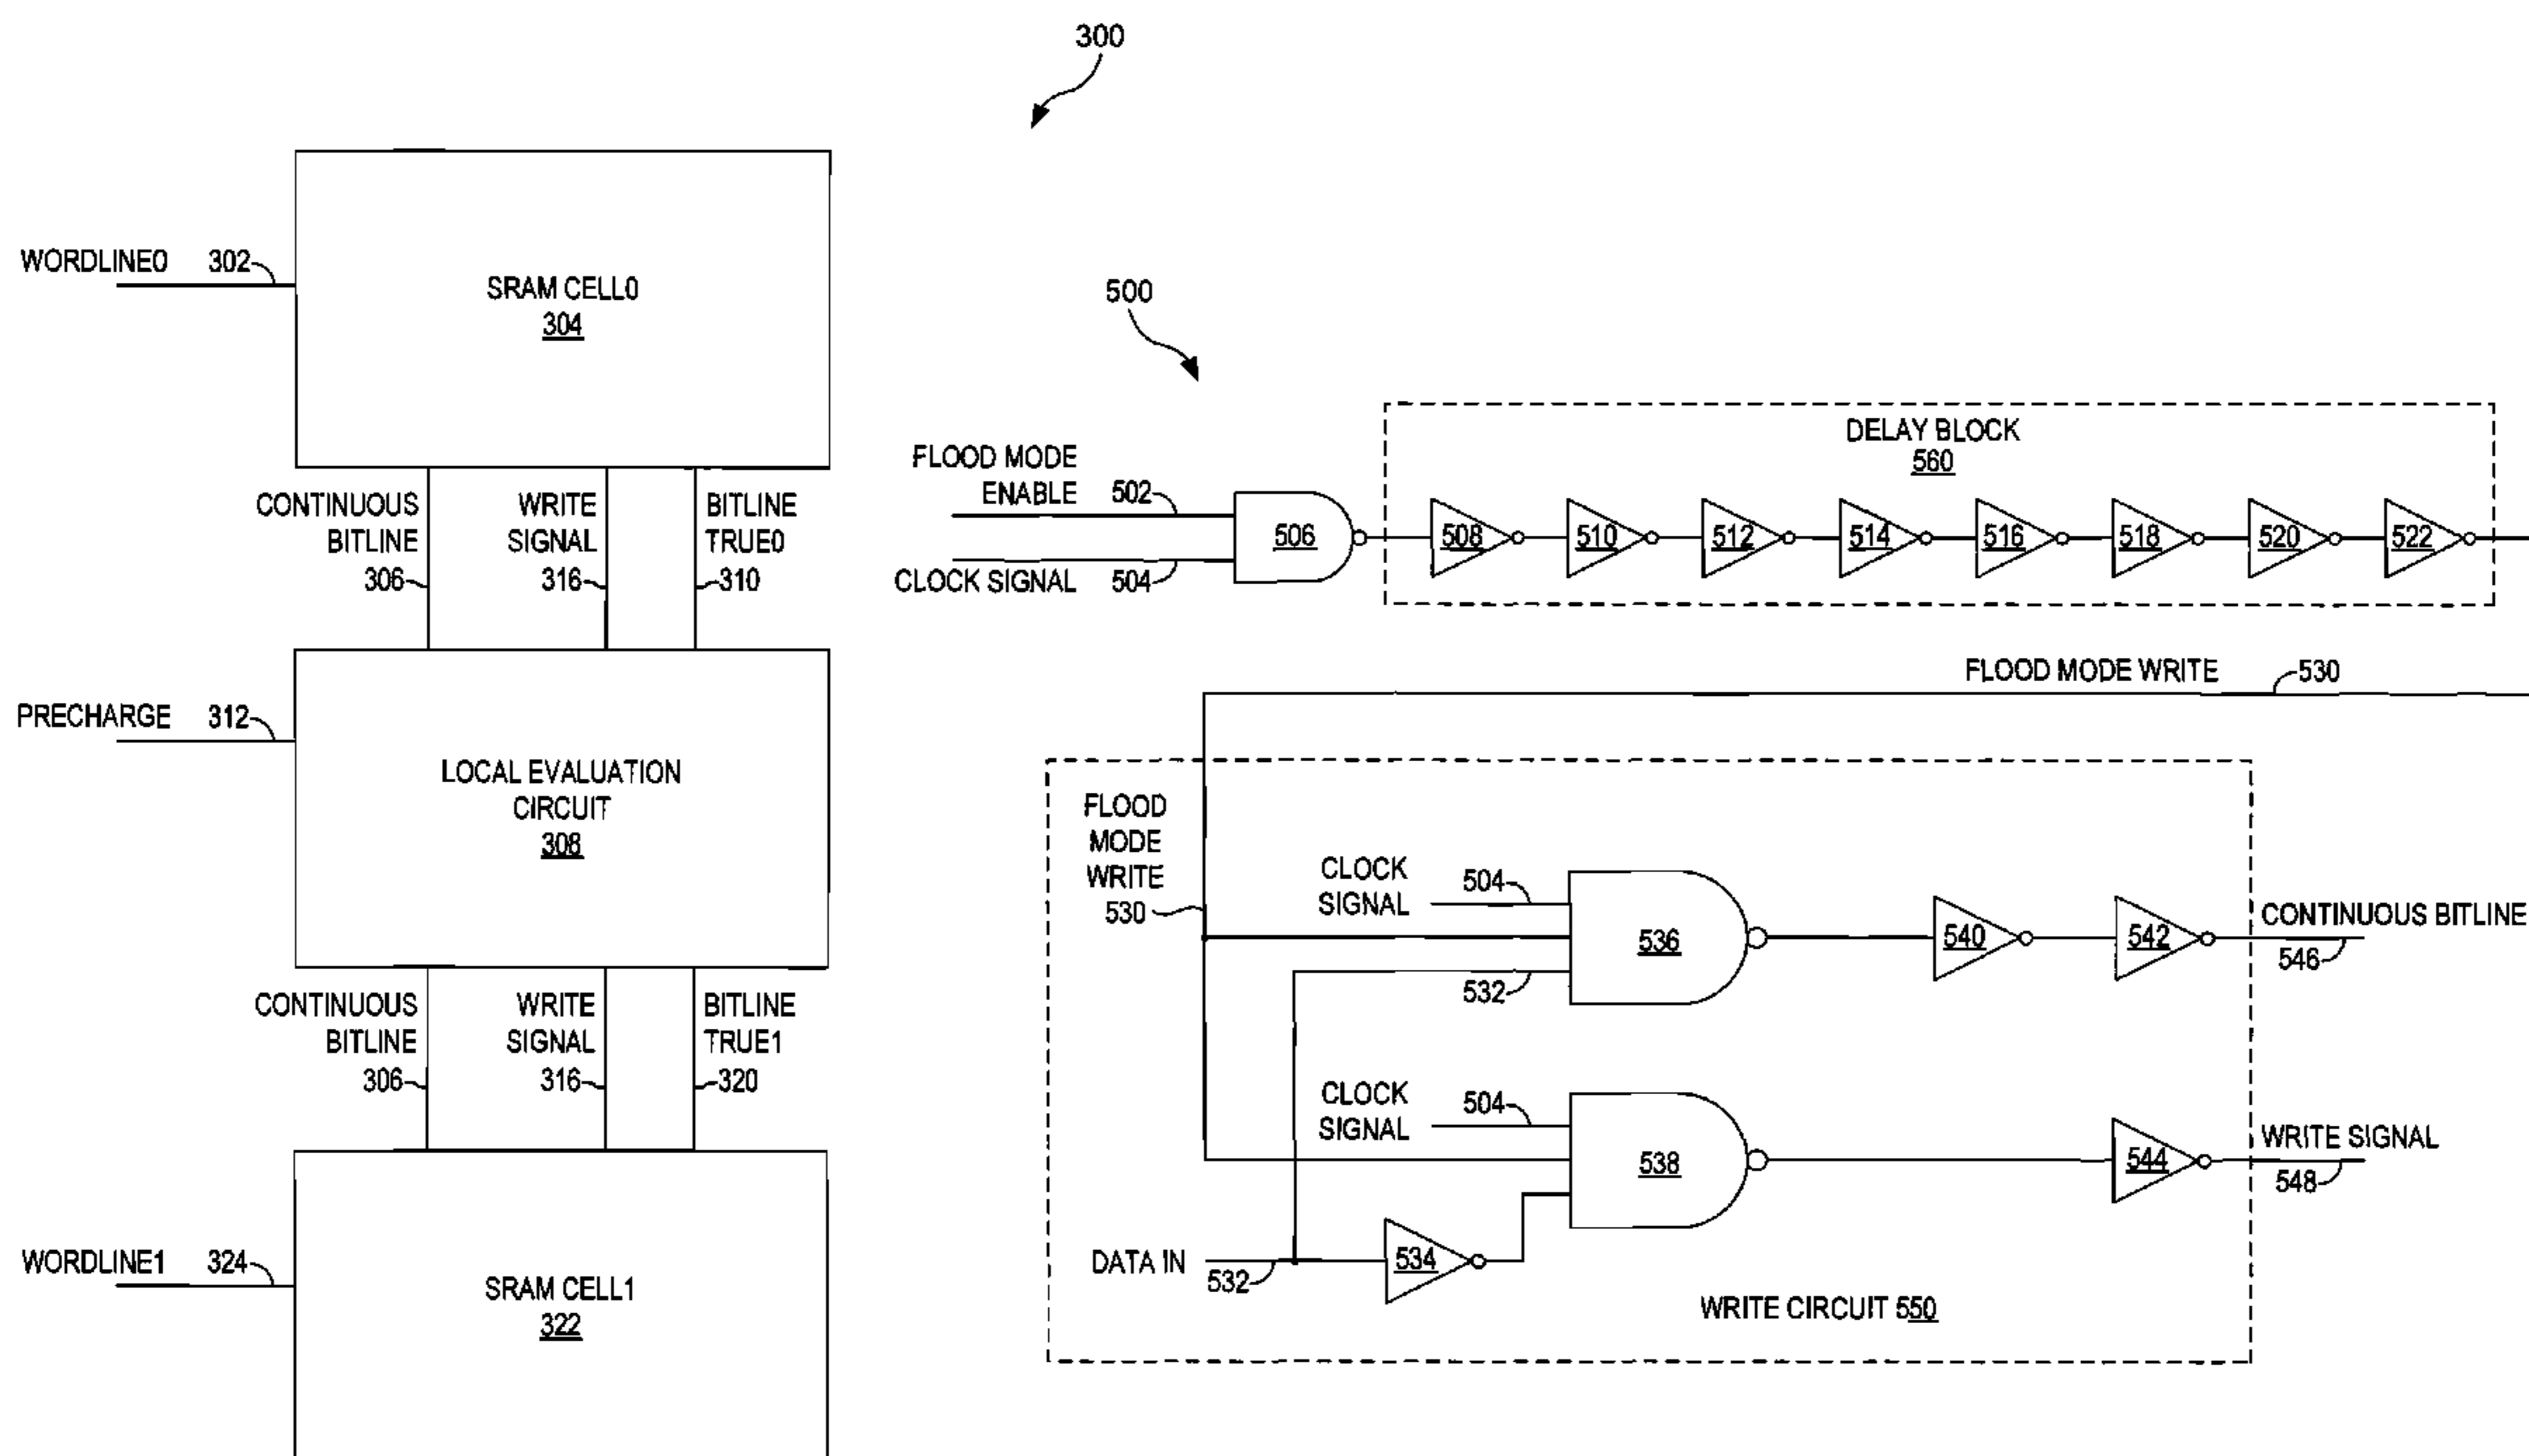 300
WORDLINE0 302
SRAM CELL0
304
CONTINUOUS
BITLINE
306
WRITE
SIGNAL
316
BITLINE
TRUE0
310
PRECHARGE 312
LOCAL EVALUATION
CIRCUIT
308
CONTINUOUS
BITLINE
306
WRITE
SIGNAL
316
BITLINE
TRUE1
320
WORDLINE1 324
SRAM CELL1
322
500
FLOOD MODE
ENABLE 502
CLOCK SIGNAL 504
506
DELAY BLOCK
560
508 510 512 514 516 518 520 522
FLOOD MODE WRITE 530
FLOOD
MODE
WRITE
530
CLOCK
SIGNAL
504
532
536
540
542
CONTINUOUS BITLINE
546
CLOCK
SIGNAL
504
538
544
WRITE SIGNAL
548
DATA IN
532
534
WRITE CIRCUIT 550